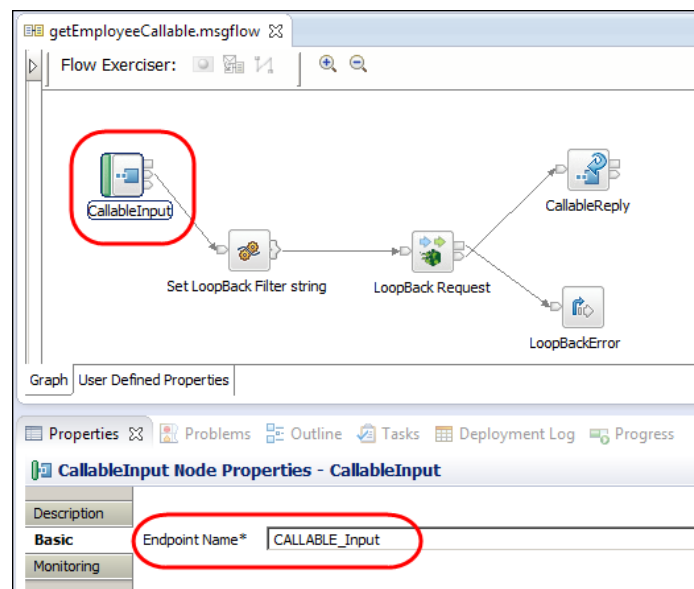 getEmployeeCallable.msgflow
Flow Exerciser:
CallableInput
CallableReply
Set LoopBack Filter string
LoopBack Request
LoopBackError
Graph User Defined Properties
Properties Problems Outline Tasks Deployment Log Progress
CallableInput Node Properties - CallableInput
Description
Basic
Endpoint Name* CALLABLE_Input
Monitoring